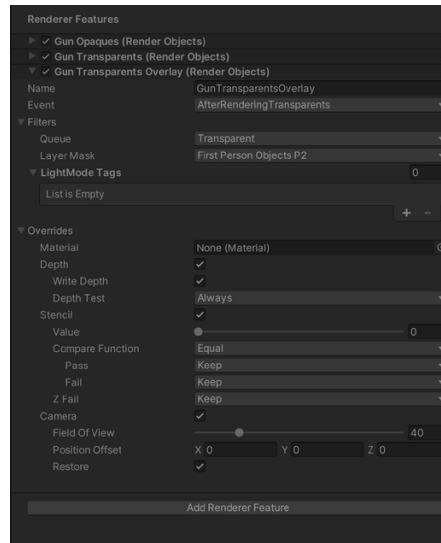 Renderer Features
Gun Opaques (Render Objects)
Gun Transparents (Render Objects)
Gun Transparents Overlay (Render Objects)
Name GunTransparentsOverlay
Event AfterRenderingTransparents
Filters
Queue Transparent
Layer Mask First Person Objects P2
LightMode Tags 0
List is Empty
+ -
Overrides
Material None (Material)
Depth
Write Depth
Depth Test Always
Stencil
Value 0
Compare Function Equal
Pass Keep
Fail Keep
Z Fail Keep
Camera
Field Of View 40
Position Offset X 0 Y 0 Z 0
Restore
Add Renderer Feature